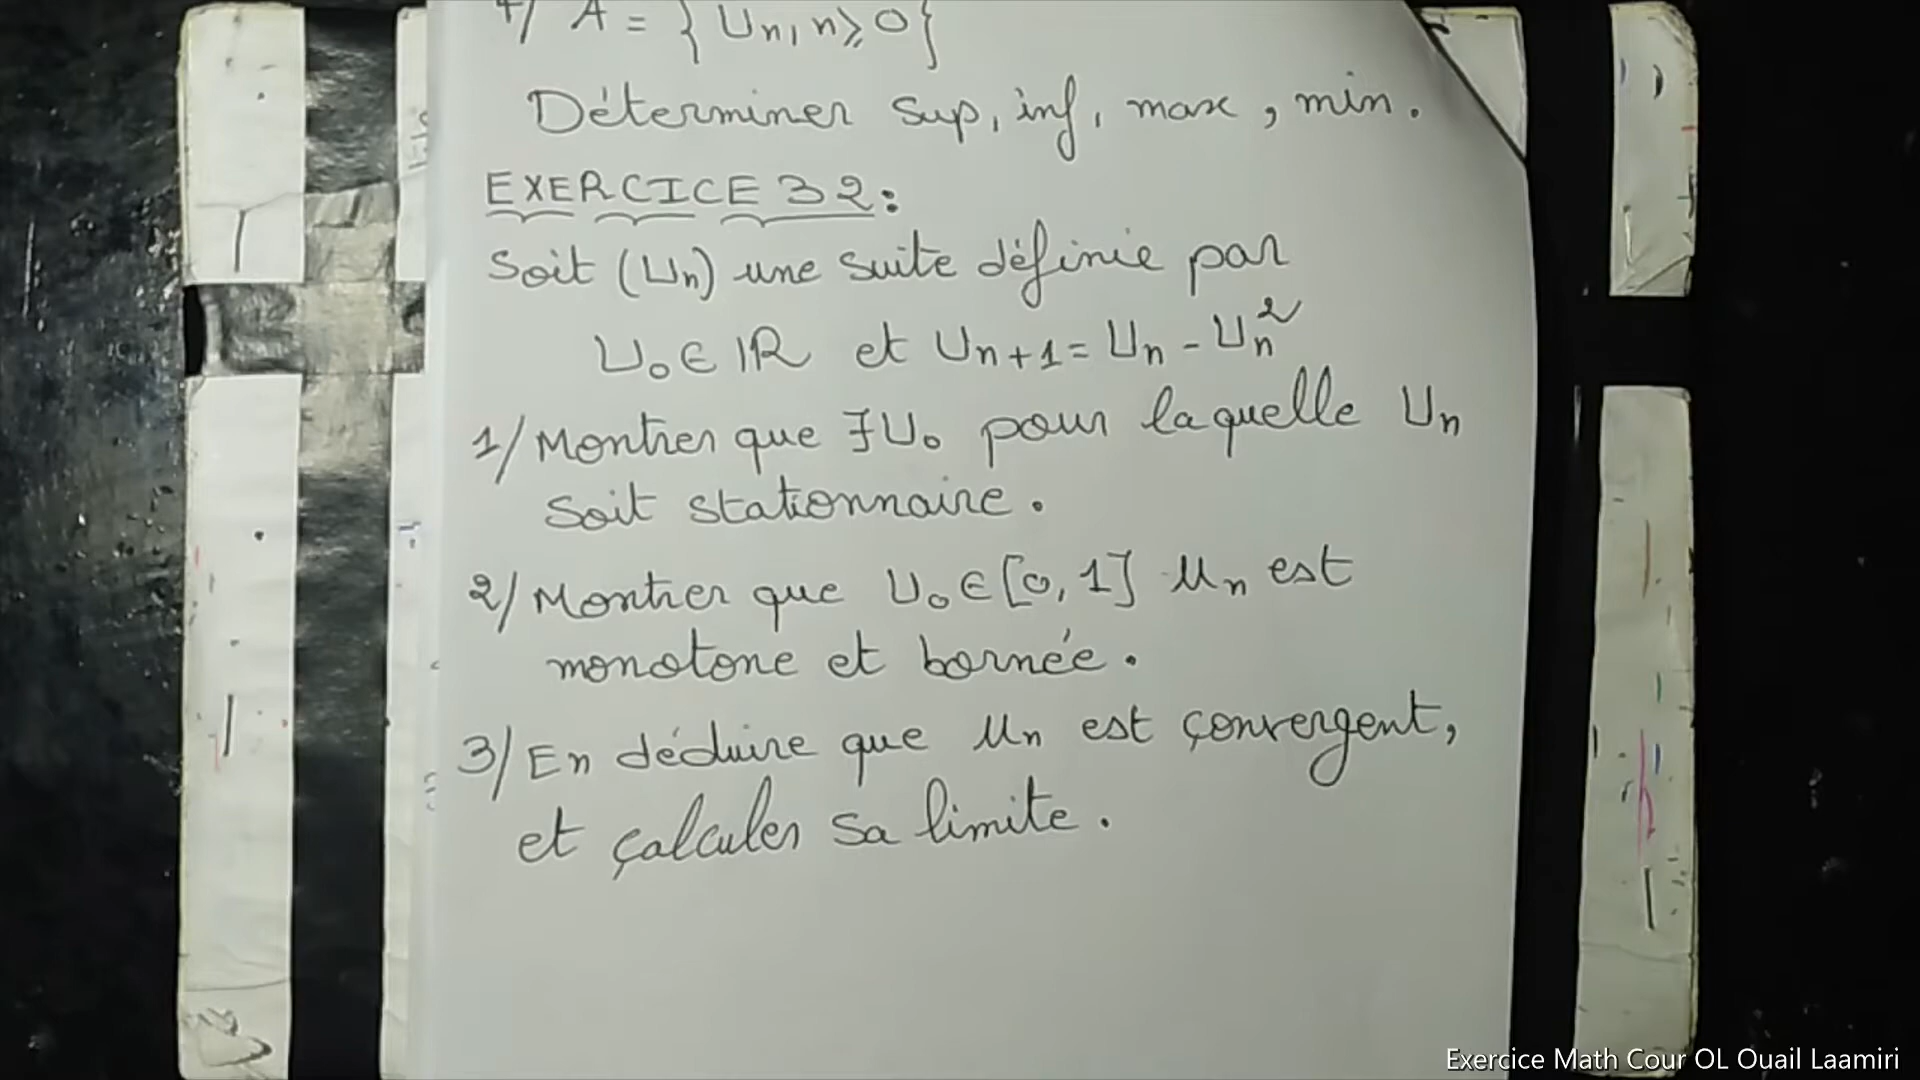 4/ A = { Un, n ⩾ 0 {
Déterminer sup, inf, max, min.
EXERCICE 32:
Soit (Un) une suite définie par
U₀ ∈ IR et Un+1 = Un - Un²
1/ Montrer que ∃U₀ pour laquelle Un
soit stationnaire.
2/ Montrer que U₀ ∈ [0, 1] Un est
monotone et bornée.
3/ En déduire que Un est convergent,
et calculer sa limite.
Exercice Math Cour OL Ouail Laamiri